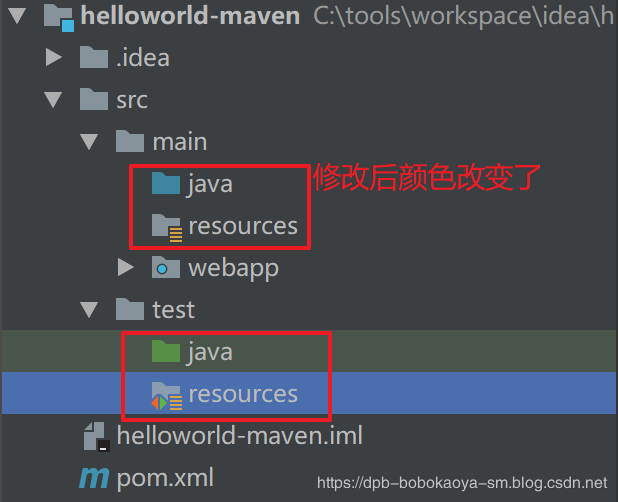 helloworld-maven C:\tools\workspace\idea\h
.idea
src
main
java 修改后颜色改变了
resources
webapp
test
java
resources
helloworld-maven.iml
m pom.xml
https://dpb-bobokaoya-sm.blog.csdn.net